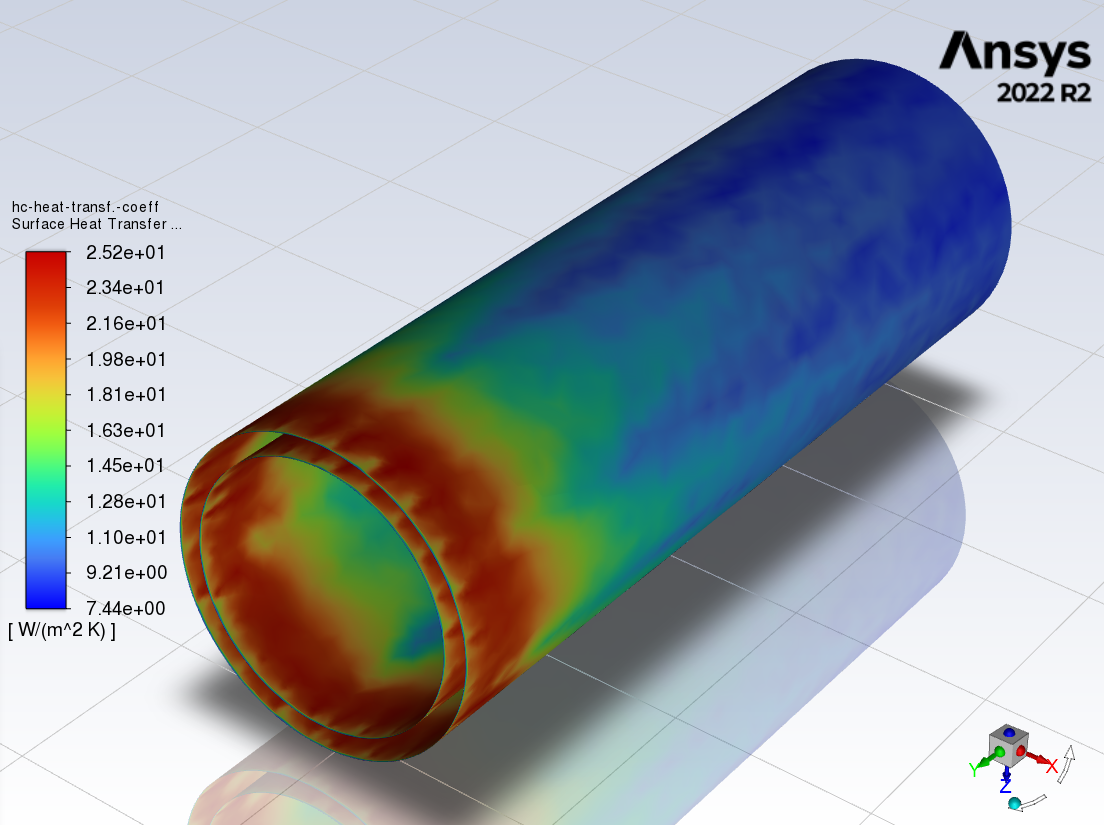 Ansys
2022 R2
hc-heat-transf.-coeff
Surface Heat Transfer ...
2.52e+01
2.34e+01
2.16e+01
1.98e+01
1.81e+01
1.63e+01
1.45e+01
1.28e+01
1.10e+01
9.21e+00
7.44e+00
[ W/(m^2 K) ]
Y
X
Z